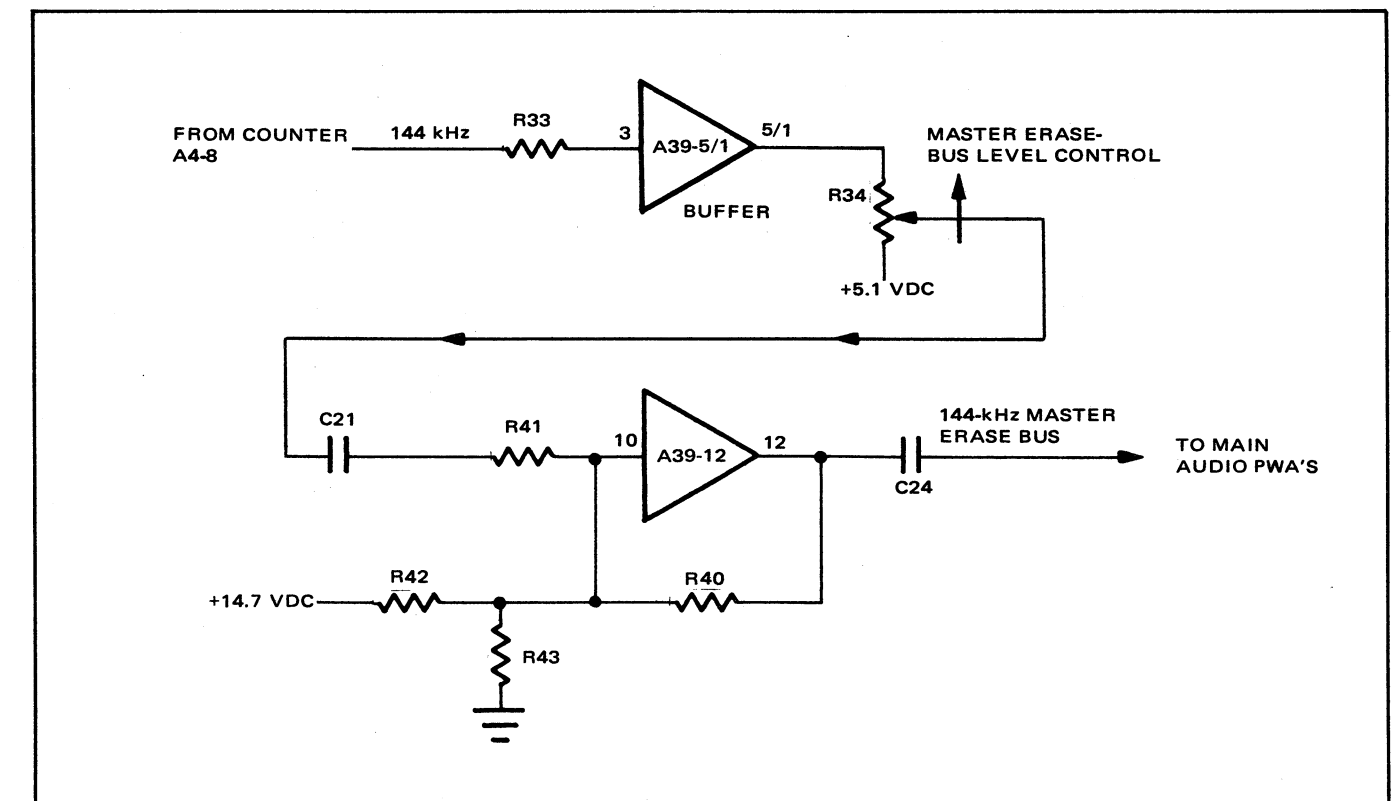 FROM COUNTER
A4-8
144 kHz
R33
3
A39-5/1
5/1
BUFFER
R34
MASTER ERASE-
BUS LEVEL CONTROL
+5.1 VDC
C21
R41
10
A39-12
12
144-kHz MASTER
ERASE BUS
C24
TO MAIN
AUDIO PWA'S
+14.7 VDC
R42
R40
R43